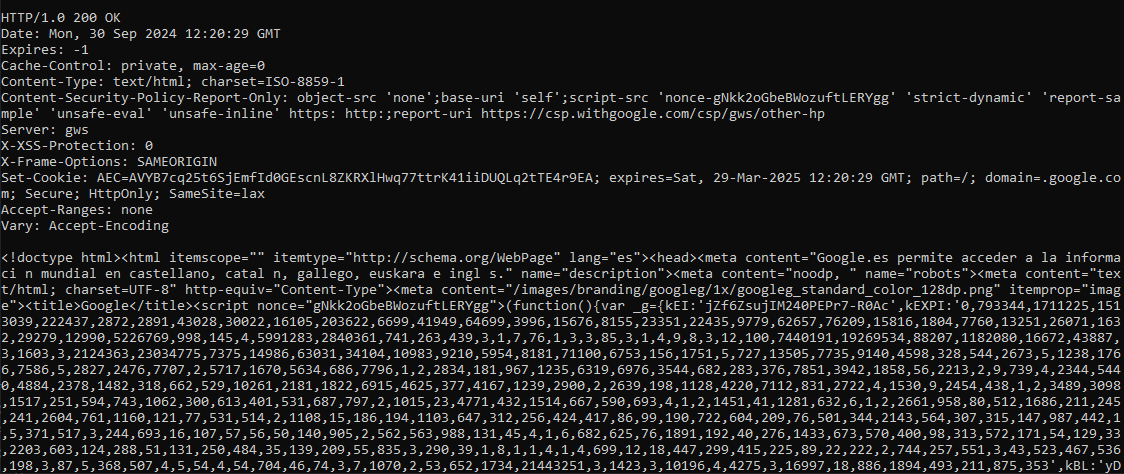 HTTP/1.0 200 OK
Date: Mon, 30 Sep 2024 12:20:29 GMT
Expires: -1
Cache-Control: private, max-age=0
Content-Type: text/html; charset=ISO-8859-1
Content-Security-Policy-Report-Only: object-src 'none';base-uri 'self';script-src 'nonce-gNkk2oGbeBWozuftLERYgg' 'strict-dynamic' 'report-sa
mple' 'unsafe-eval' 'unsafe-inline' https: http:;report-uri https://csp.withgoogle.com/csp/gws/other-hp
Server: gws
X-XSS-Protection: 0
X-Frame-Options: SAMEORIGIN
Set-Cookie: AEC=AVYB7cq25t6SjEmfId0GEscnL8ZKRXlHwq77ttrK41iiDUQLq2tTE4r9EA; expires=Sat, 29-Mar-2025 12:20:29 GMT; path=/; domain=.google.co
m; Secure; HttpOnly; SameSite=lax
Accept-Ranges: none
Vary: Accept-Encoding
<!doctype html><html itemscope="" itemtype="http://schema.org/WebPage" lang="es"><head><meta content="Google.es permite acceder a la informa
ci n mundial en castellano, catal n, gallego, euskara e ingl s." name="description"><meta content="noodp, " name="robots"><meta content="tex
t/html; charset=UTF-8" http-equiv="Content-Type"><meta content="/images/branding/googleg/1x/googleg_standard_color_128dp.png" itemprop="imag
e"><title>Google</title><script nonce="gNkk2oGbeBWozuftLERYgg">(function(){var _g={kEI:'jZf6ZsujIM240PEPr7-R0Ac',kEXPI:'0,793344,1711225,153
039,222437,2872,2891,43028,30022,16105,203622,6699,41949,64699,3996,15676,8155,23351,22435,9779,62657,76209,15816,1804,7760,13251,26071,163
2,29279,12990,5226769,998,145,4,5991283,2840361,741,263,439,3,1,7,76,1,3,3,85,3,1,4,9,8,3,12,100,7440191,19269534,88207,1182080,16672,43887,
3,1603,3,2124363,23034775,7375,14986,63031,34104,10983,9210,5954,8181,71100,6753,156,1751,5,727,13505,7735,9140,4598,328,544,2673,5,1238,176
6,7586,5,2827,2476,7707,2,5717,1670,5634,686,7796,1,2,2834,181,967,1235,6319,6976,3544,682,283,376,7851,3942,1858,56,2213,2,9,739,4,2344,544
0,4884,2378,1482,318,662,529,10261,2181,1822,6915,4625,377,4167,1239,2900,2,2639,198,1128,4220,7112,831,2722,4,1530,9,2454,438,1,2,3489,3098
,1517,251,594,743,1062,300,613,401,531,687,797,2,1015,23,4771,432,1514,667,590,693,4,1,2,1451,41,1281,632,6,1,2,2661,958,80,512,1686,211,245
,241,2604,761,1160,121,77,531,514,2,1108,15,186,194,1103,647,312,256,424,417,86,99,190,722,604,209,76,501,344,2143,564,307,315,147,987,442,1
,5,371,517,3,244,693,16,107,57,56,50,140,905,2,562,563,988,131,45,4,1,6,682,625,76,1891,192,40,276,1433,673,570,400,98,313,572,171,54,129,33
,2203,603,124,288,51,131,250,484,35,139,209,55,835,3,290,39,1,8,1,1,4,1,4,699,12,18,447,299,415,225,89,22,222,2,744,257,551,3,43,523,467,536
,198,3,87,5,368,507,4,5,54,4,54,704,46,74,3,7,1070,2,53,652,1734,21443251,3,1423,3,10196,4,4275,3,16997,18,886,1894,493,211,875,353',kBL:'yD